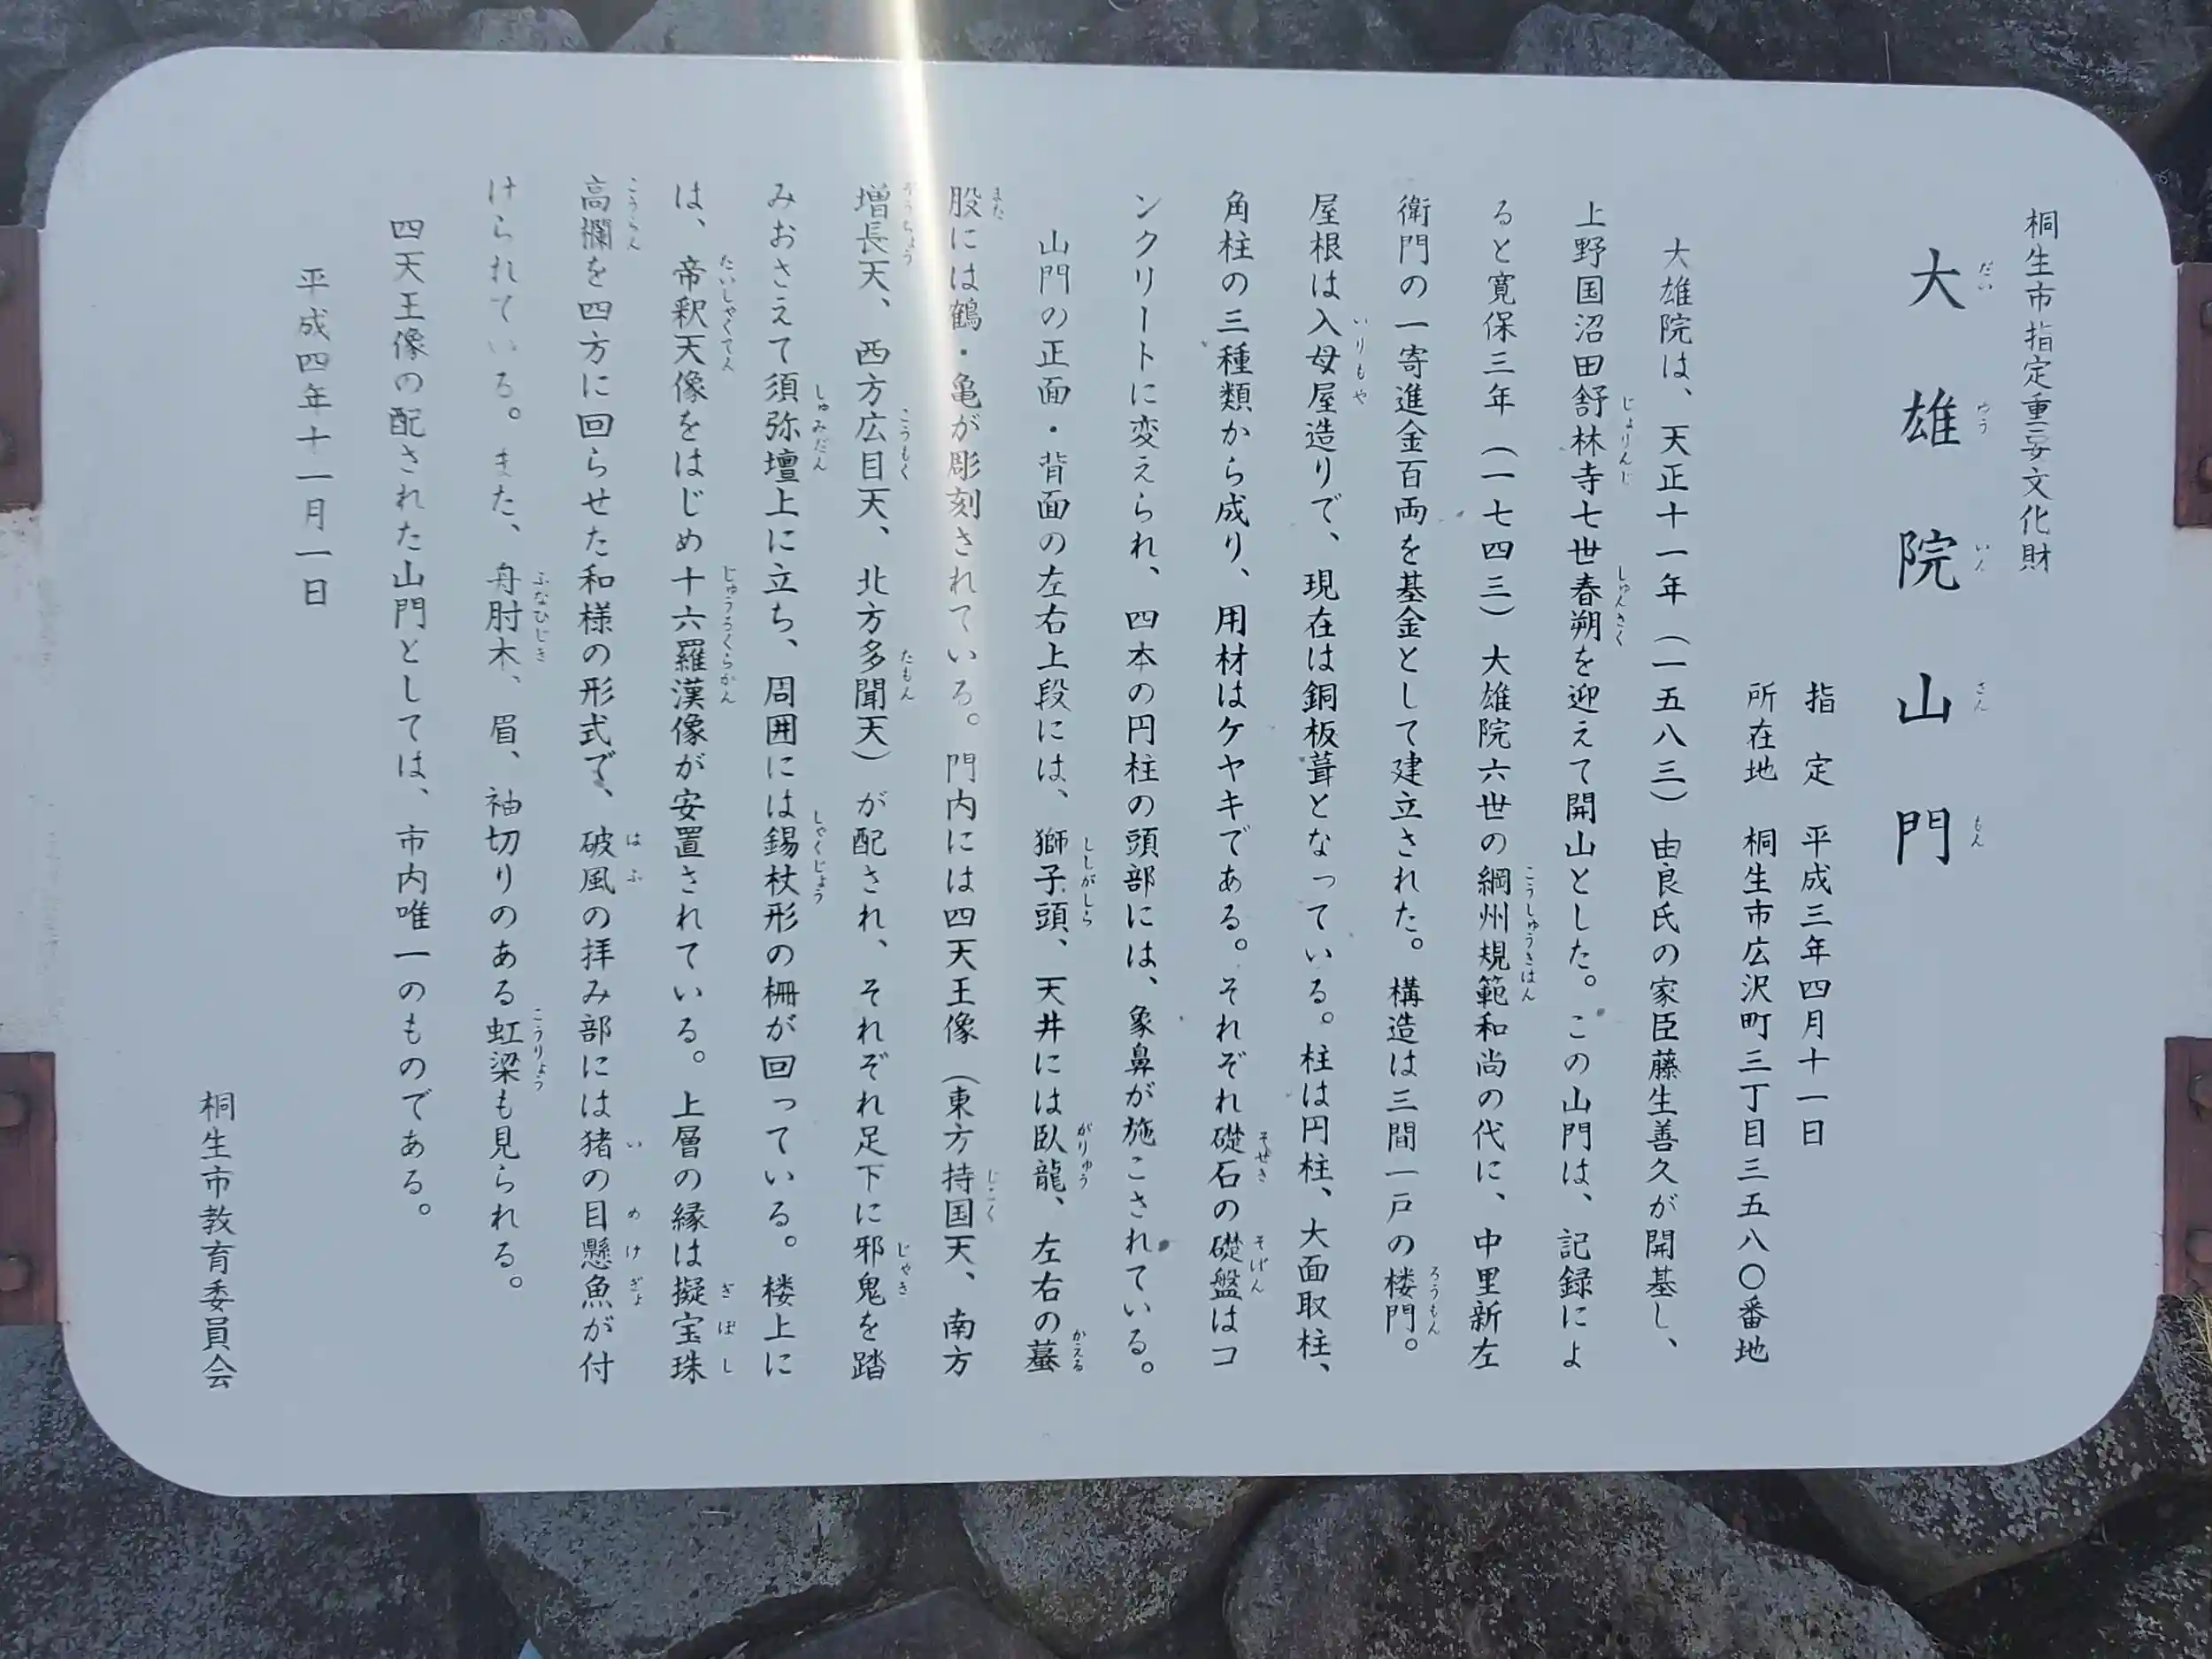 桐生市指定重要文化財
大雄院山門
指 定 平成三年四月十一日
所在地 桐生市広沢町三丁目三五八〇番地
大雄院は、天正十一年（一五八三）由良氏の家臣藤生善久が開基し、
上野国沼田舒林寺七世春朔を迎えて開山とした。この山門は、記録によ
ると寛保三年（一七四三）大雄院六世の綱州規範和尚の代に、中里新左
衛門の一寄進金百両を基金として建立された。構造は三間一戸の楼門。
屋根は入母屋造りで、現在は銅板葺となっている。柱は円柱、大面取柱、
角柱の三種類から成り、用材はケヤキである。それぞれ礎石の礎盤はコ
ンクリートに変えられ、四本の円柱の頭部には、象鼻が施こされている。
山門の正面・背面の左右上段には、獅子頭、天井には臥龍、左右の蟇
股には鶴・亀が彫刻されている。門内には四天王像（東方持国天、南方
増長天、西方広目天、北方多聞天）が配され、それぞれ足下に邪鬼を踏
みおさえて須弥壇上に立ち、周囲には錫杖形の柵が回っている。楼上に
は、帝釈天像をはじめ十六羅漢像が安置されている。上層の縁は擬宝珠
高欄を四方に回らせた和様の形式で、破風の拝み部には猪の目懸魚が付
けられている。また、舟肘木、眉、袖切りのある虹梁も見られる。
四天王像の配された山門としては、市内唯一のものである。
平成四年十一月一日
桐生市教育委員会